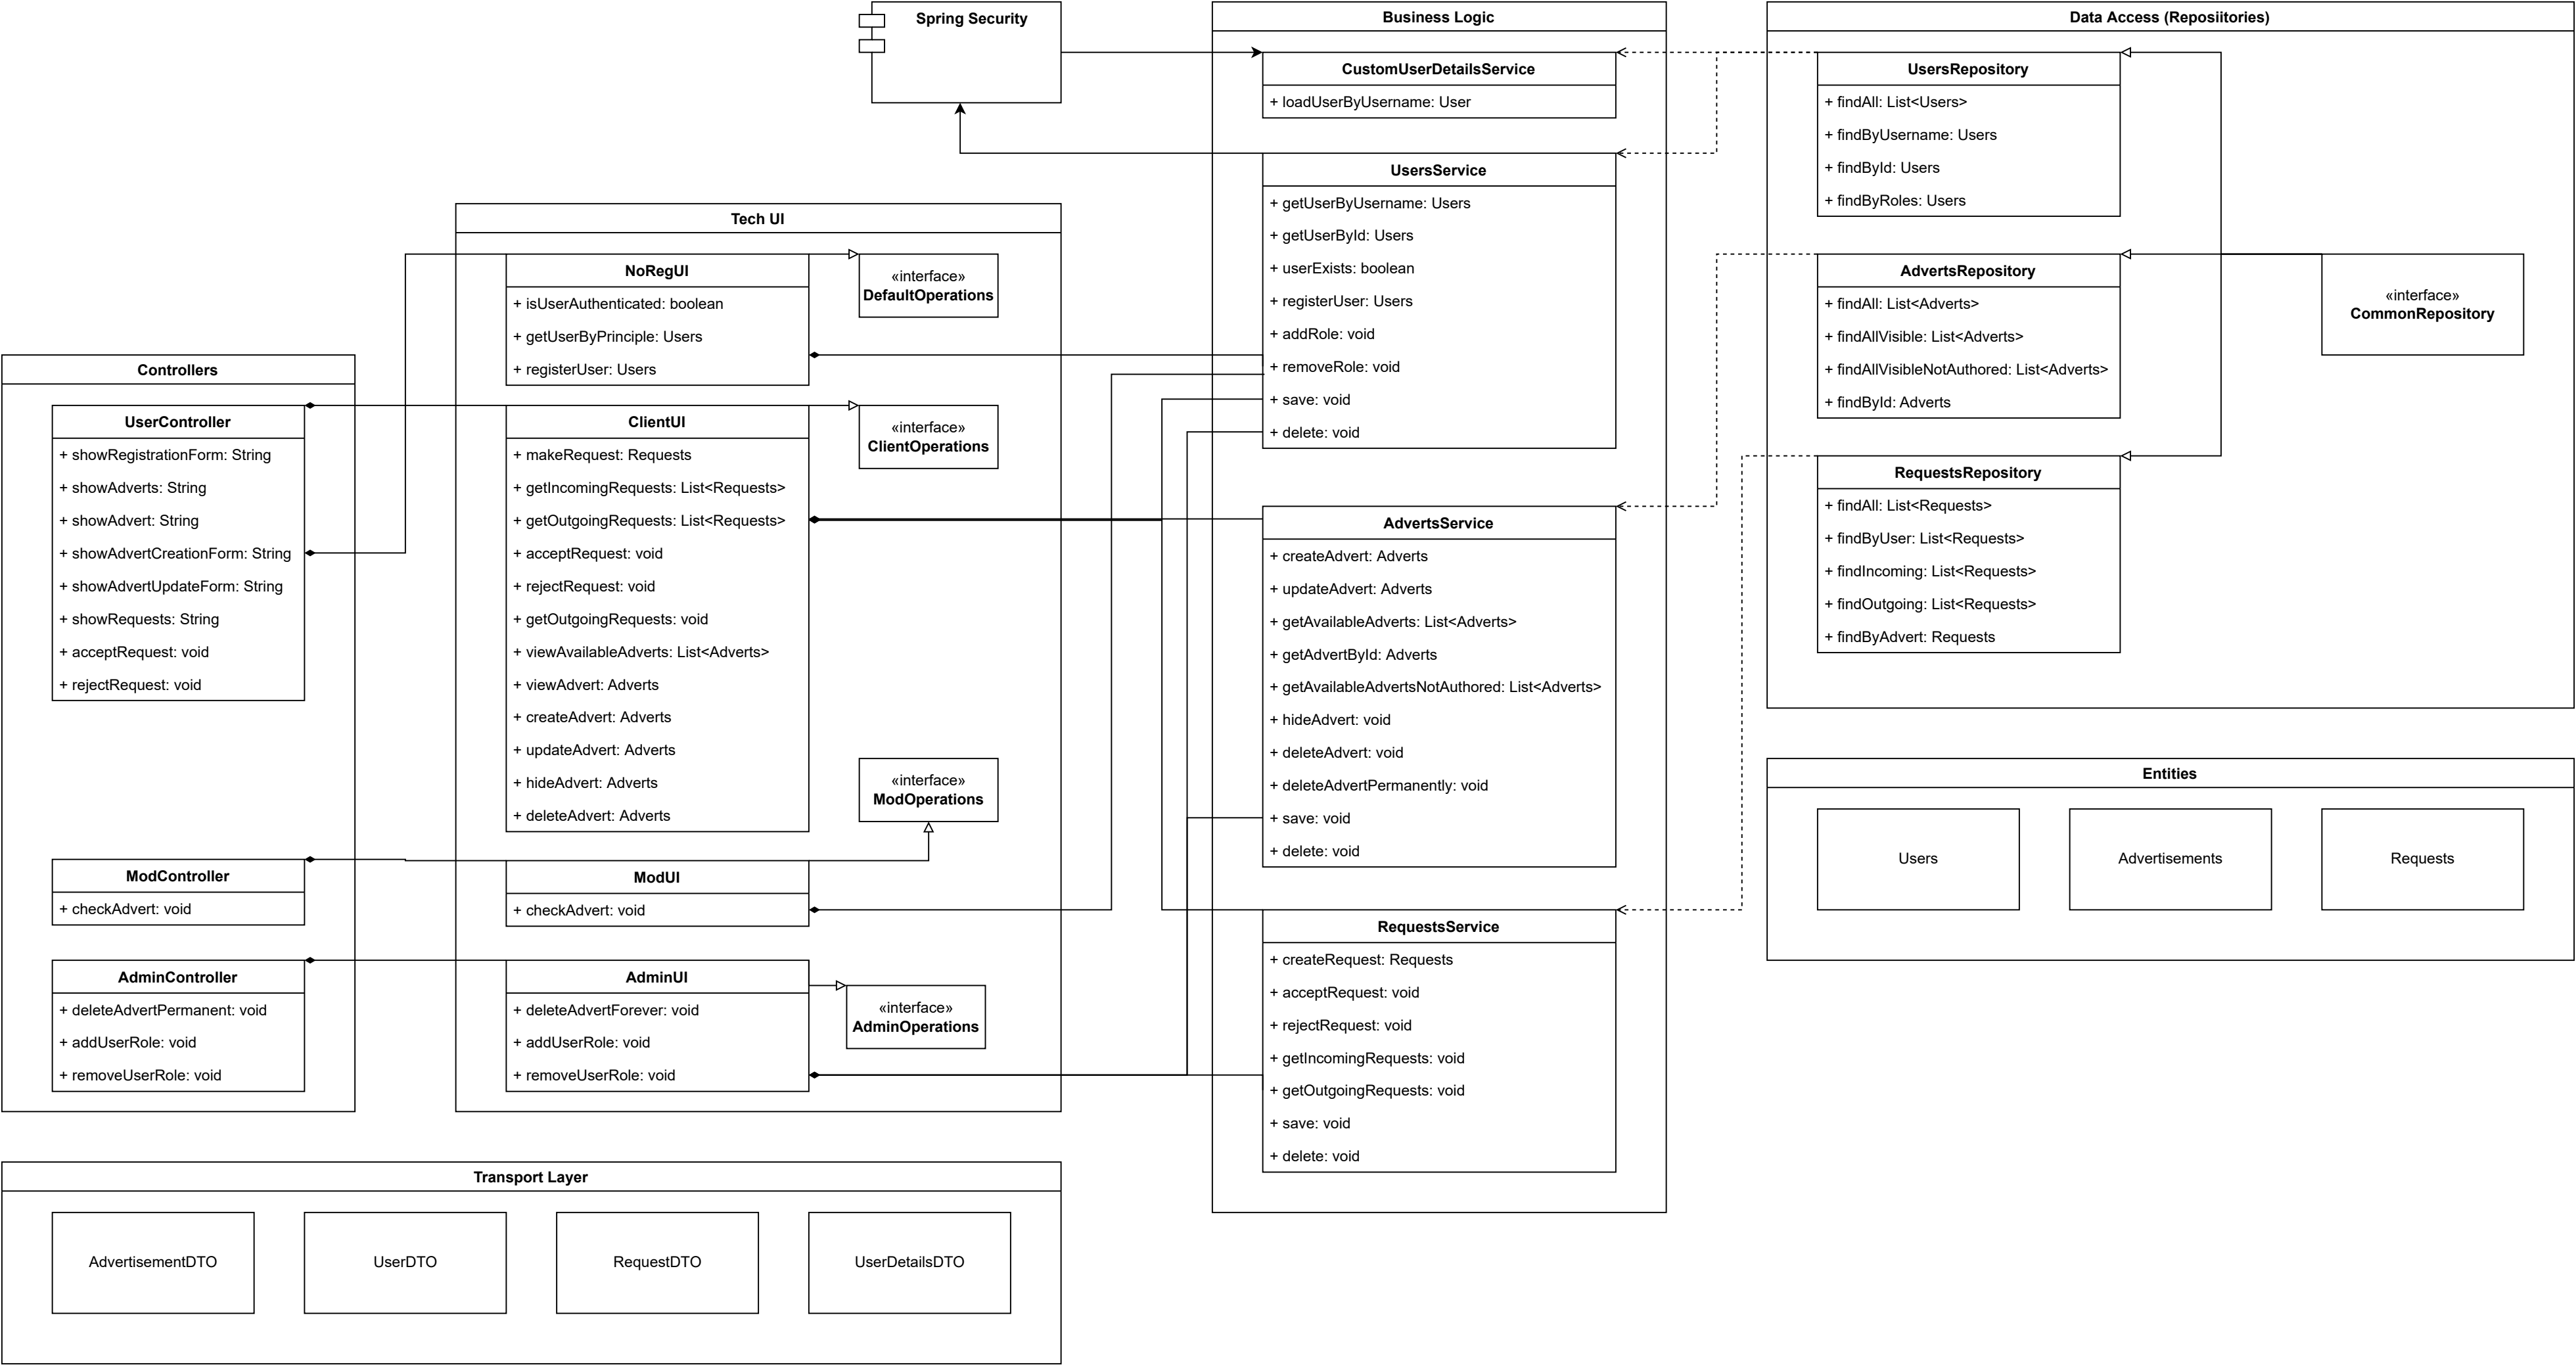 Spring Security
Business Logic
CustomUserDetailsService
+ loadUserByUsername: User
UsersService
+ getUserByUsername: Users
+ getUserById: Users
+ userExists: boolean
+ registerUser: Users
+ addRole: void
+ removeRole: void
+ save: void
+ delete: void
AdvertsService
+ createAdvert: Adverts
+ updateAdvert: Adverts
+ getAvailableAdverts: List<Adverts>
+ getAdvertById: Adverts
+ getAvailableAdvertsNotAuthored: List<Adverts>
+ hideAdvert: void
+ deleteAdvert: void
+ deleteAdvertPermanently: void
+ save: void
+ delete: void
RequestsService
+ createRequest: Requests
+ acceptRequest: void
+ rejectRequest: void
+ getIncomingRequests: void
+ getOutgoingRequests: void
+ save: void
+ delete: void
Data Access (Reposiitories)
UsersRepository
+ findAll: List<Users>
+ findByUsername: Users
+ findById: Users
+ findByRoles: Users
AdvertsRepository
+ findAll: List<Adverts>
+ findAllVisible: List<Adverts>
+ findAllVisibleNotAuthored: List<Adverts>
+ findById: Adverts
RequestsRepository
+ findAll: List<Requests>
+ findByUser: List<Requests>
+ findIncoming: List<Requests>
+ findOutgoing: List<Requests>
+ findByAdvert: Requests
«interface»
CommonRepository
Entities
Users
Advertisements
Requests
Tech UI
NoRegUI
+ isUserAuthenticated: boolean
+ getUserByPrinciple: Users
+ registerUser: Users
«interface»
DefaultOperations
ClientUI
+ makeRequest: Requests
+ getIncomingRequests: List<Requests>
+ getOutgoingRequests: List<Requests>
+ acceptRequest: void
+ rejectRequest: void
+ getOutgoingRequests: void
+ viewAvailableAdverts: List<Adverts>
+ viewAdvert: Adverts
+ createAdvert: Adverts
+ updateAdvert: Adverts
+ hideAdvert: Adverts
+ deleteAdvert: Adverts
«interface»
ClientOperations
«interface»
ModOperations
ModUI
+ checkAdvert: void
AdminUI
+ deleteAdvertForever: void
+ addUserRole: void
+ removeUserRole: void
«interface»
AdminOperations
Controllers
UserController
+ showRegistrationForm: String
+ showAdverts: String
+ showAdvert: String
+ showAdvertCreationForm: String
+ showAdvertUpdateForm: String
+ showRequests: String
+ acceptRequest: void
+ rejectRequest: void
ModController
+ checkAdvert: void
AdminController
+ deleteAdvertPermanent: void
+ addUserRole: void
+ removeUserRole: void
Transport Layer
AdvertisementDTO
UserDTO
RequestDTO
UserDetailsDTO